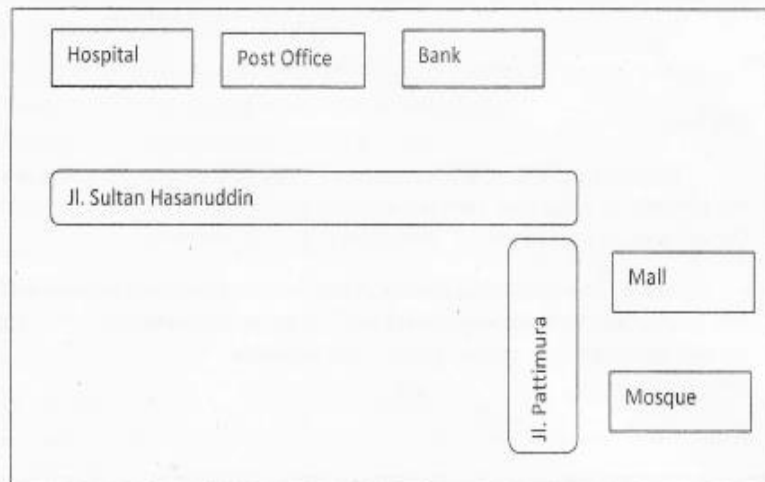 Hospital
Post Office
Bank
Jl. Sultan Hasanuddin
Mall
Jl. Pattimura
Mosque